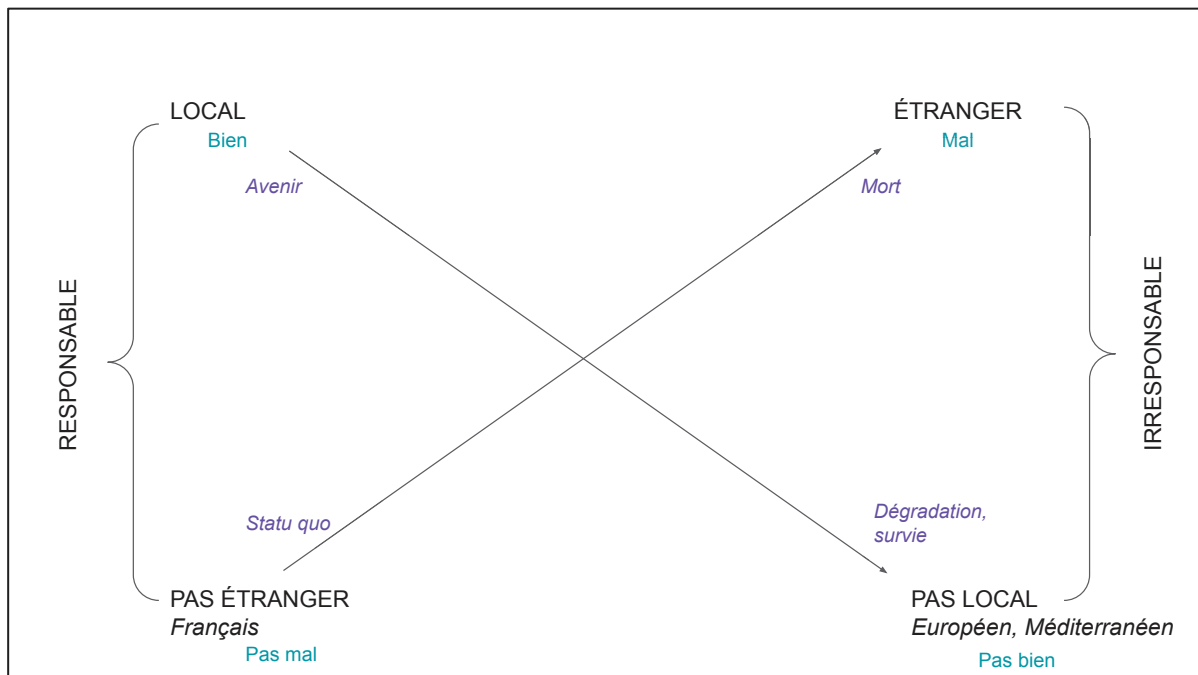 LOCAL
Bien
Avenir
ÉTRANGER
Mal
Mort
RESPONSABLE
IRRESPONSABLE
Statu quo
Dégradation,
survie
PAS ÉTRANGER
Français
Pas mal
PAS LOCAL
Européen, Méditerranéen
Pas bien